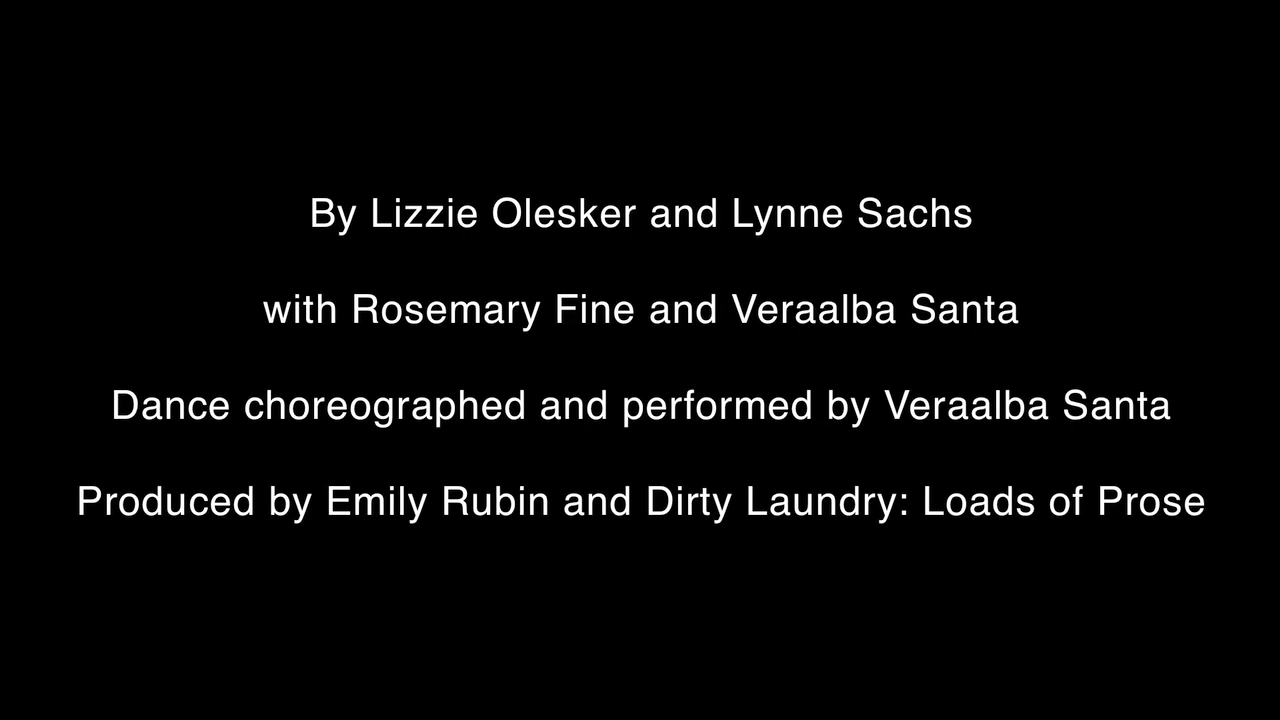 By Lizzie Olesker and Lynne Sachs
with Rosemary Fine and Veraalba Santa
Dance choreographed and performed by Veraalba Santa
Produced by Emily Rubin and Dirty Laundry: Loads of Prose